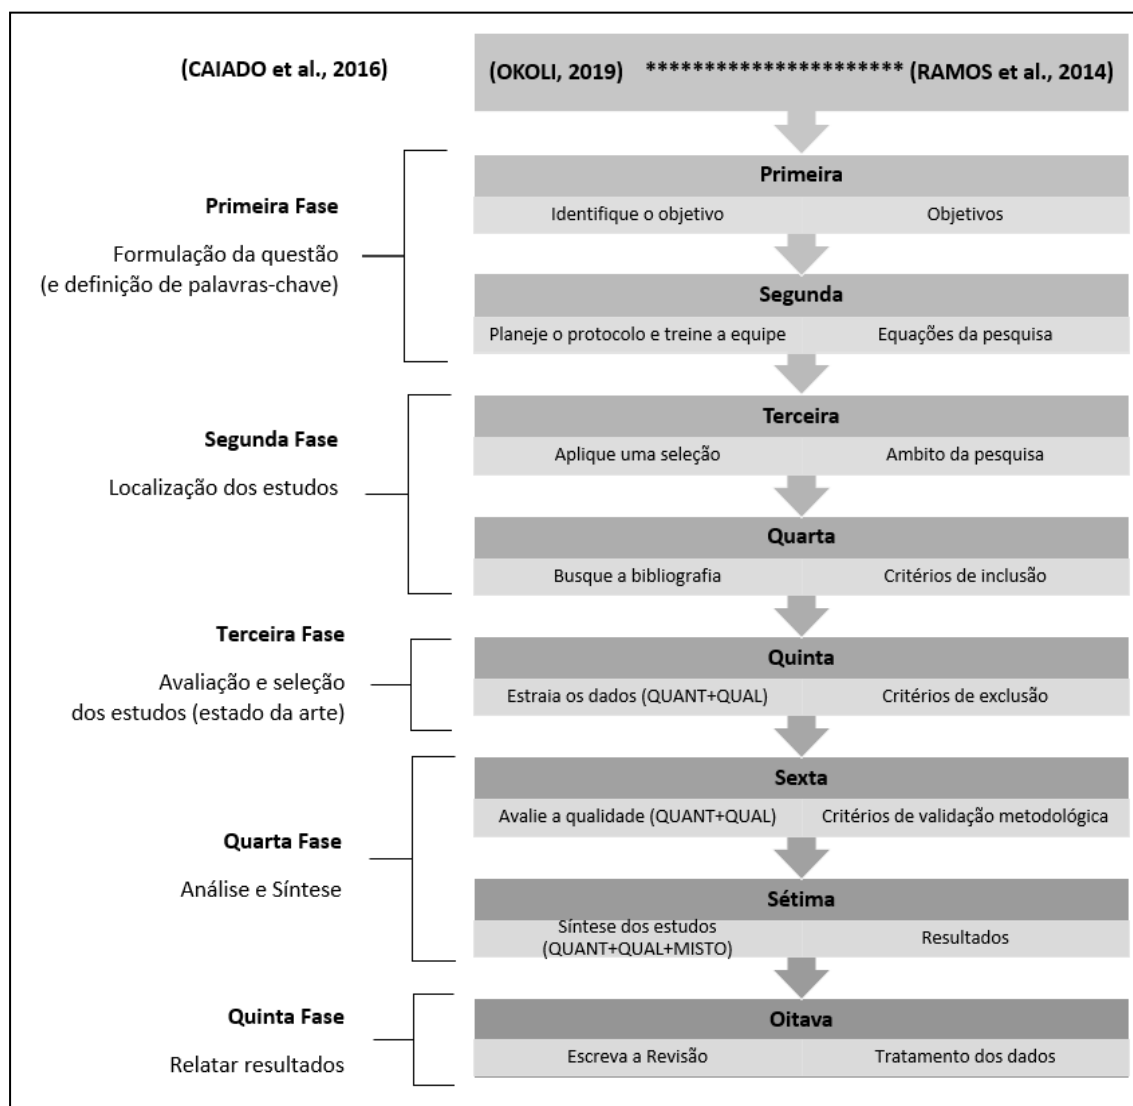 (CAIADO et al., 2016)
(OKOLI, 2019) ********************** (RAMOS et al., 2014)
Primeira Fase
Formulação da questão
(e definição de palavras-chave)
Primeira
Identifique o objetivo
Objetivos
Segunda
Planeje o protocolo e treine a equipe
Equações da pesquisa
Segunda Fase
Localização dos estudos
Terceira
Aplique uma seleção
Ambito da pesquisa
Quarta
Busque a bibliografia
Critérios de inclusão
Terceira Fase
Avaliação e seleção
dos estudos (estado da arte)
Quinta
Estraia os dados (QUANT+QUAL)
Critérios de exclusão
Quarta Fase
Análise e Síntese
Sexta
Avalie a qualidade (QUANT+QUAL)
Critérios de validação metodológica
Sétima
Síntese dos estudos
(QUANT+QUAL+MISTO)
Resultados
Quinta Fase
Relatar resultados
Oitava
Escreva a Revisão
Tratamento dos dados